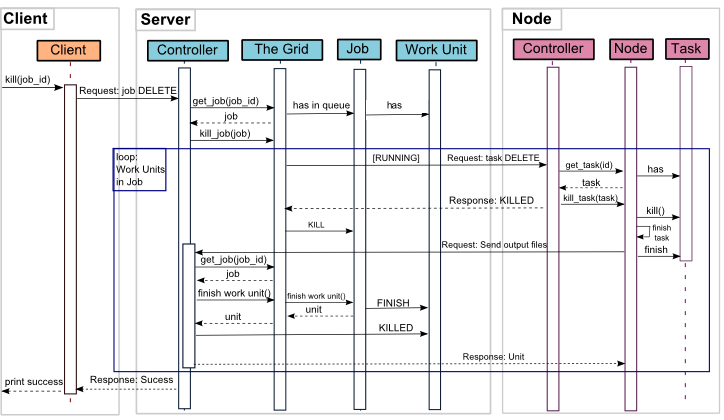 Client
Server
Node
Client
Controller
The Grid
Job
Work Unit
Controller
Node
Task
kill(job_id)
Request: job DELETE
get_job(job_id)
has in queue
has
job
kill_job(job)
loop:
Work Units
in Job
[RUNNING]
Request: task DELETE
get_task(id)
has
task
Response: KILLED
kill_task(task)
kill()
KILL
finish
task
Request: Send output files
finish
get_job(job_id)
job
finish work unit()
finish work unit()
FINISH
unit
unit
KILLED
Response: Unit
print success
Response: Sucess